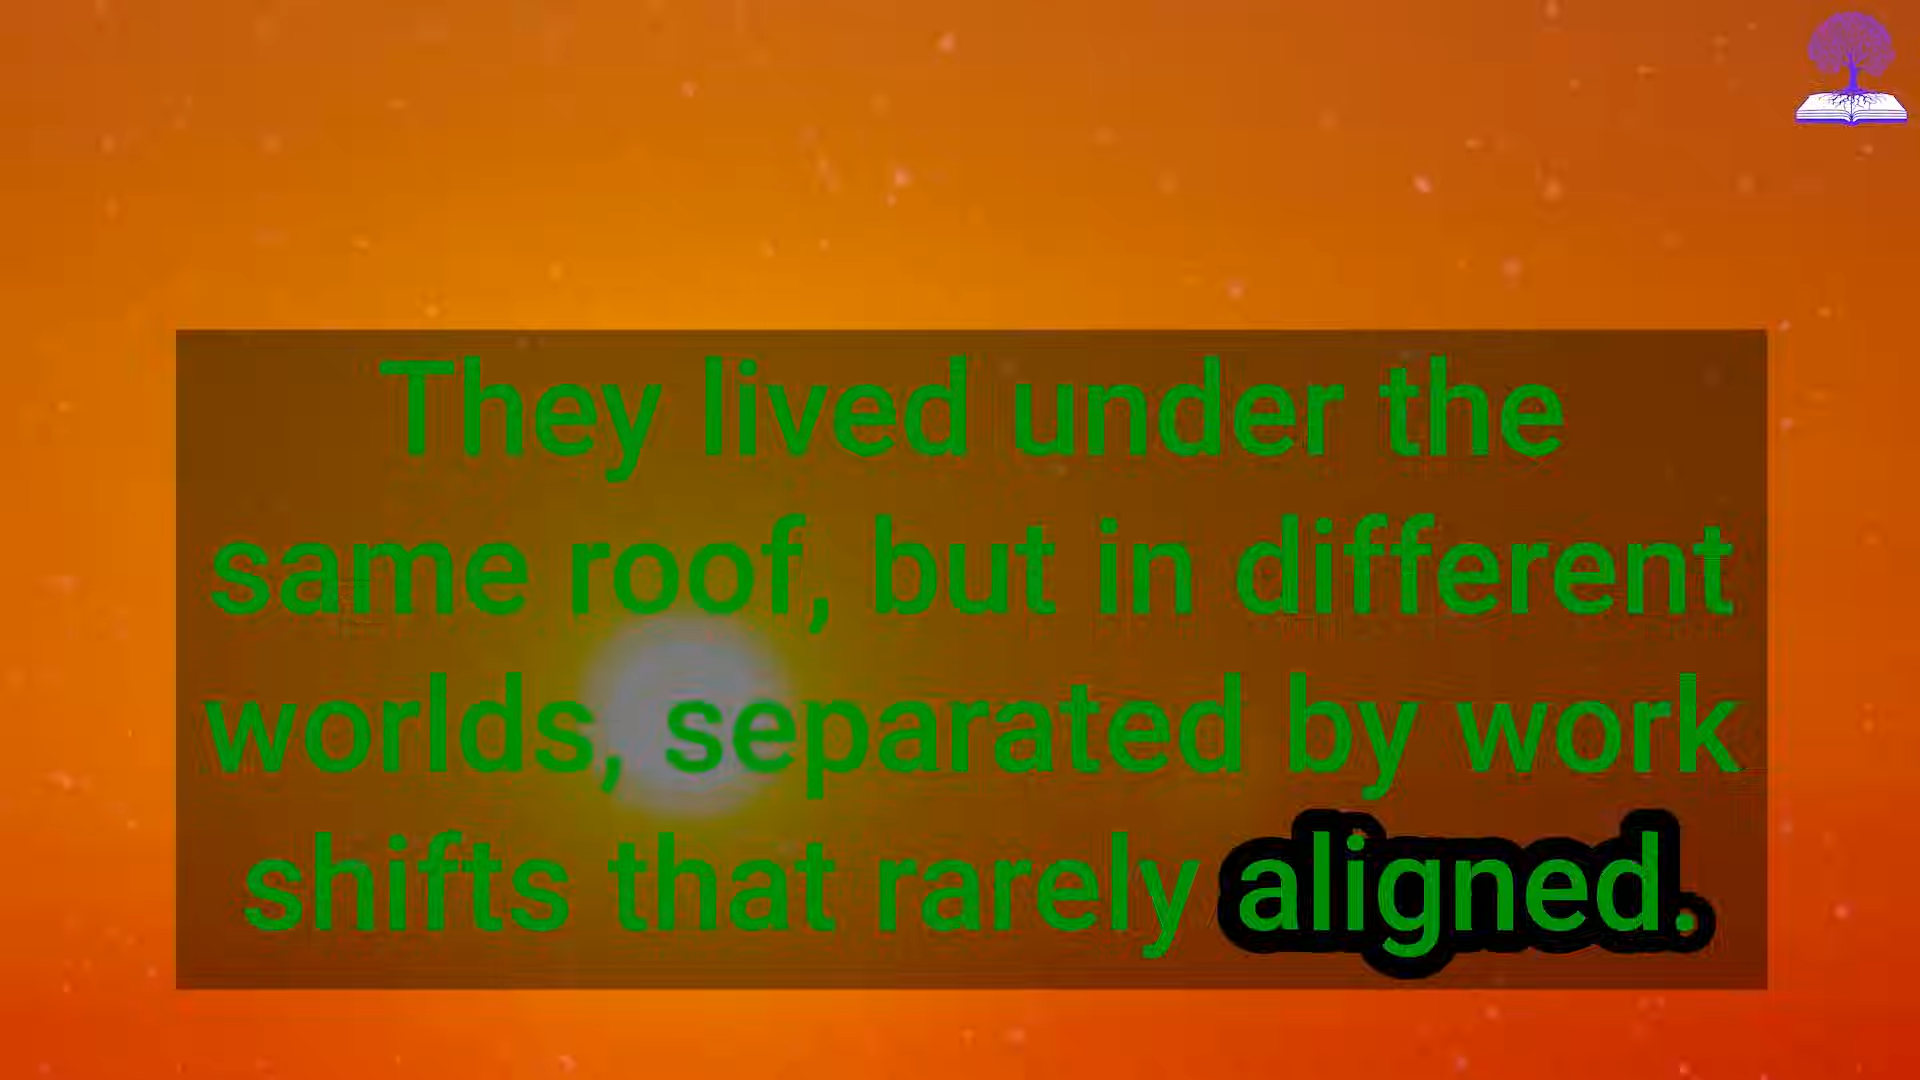 They lived under the
same roof, but in different
worlds, separated by work
shifts that rarely aligned.